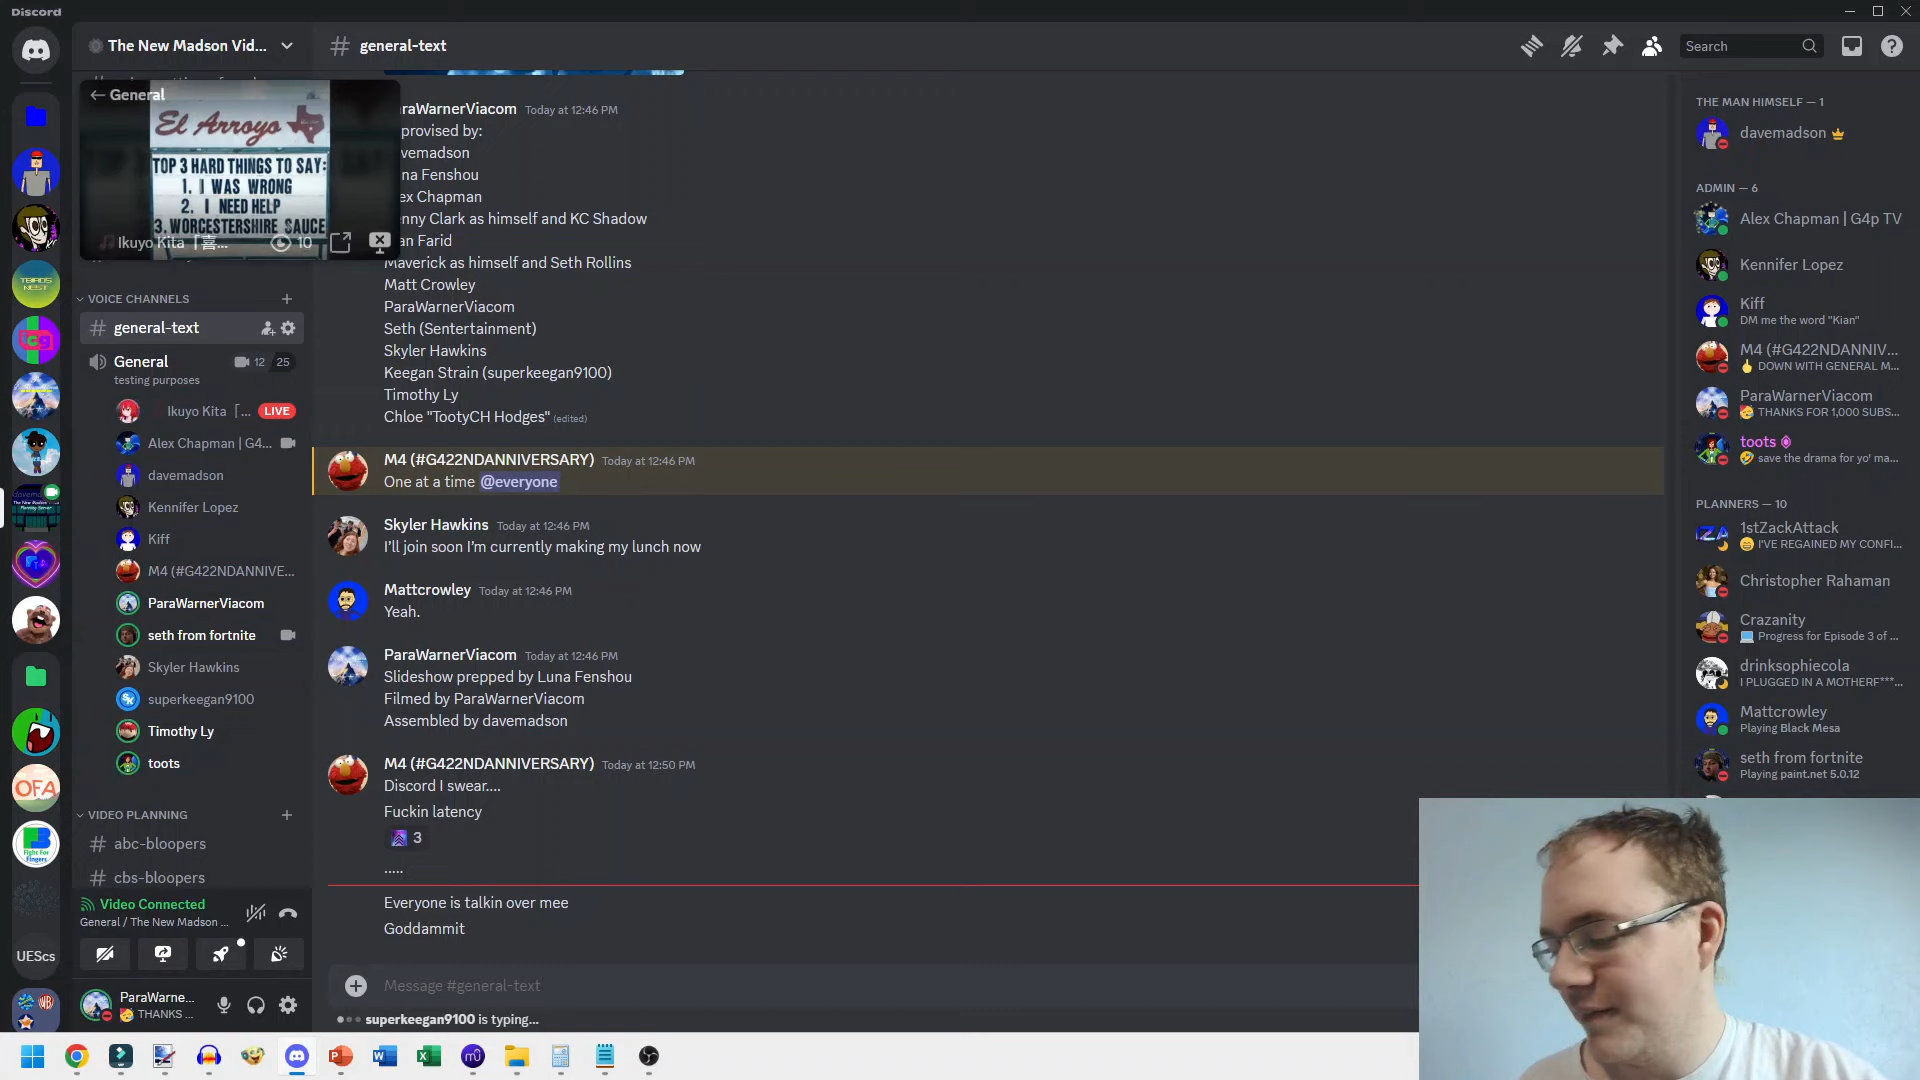 Discord
The New Madson Vid...
general-text
Search
General
El Arroyo
TOP 3 HARD THINGS TO SAY:
1. I WAS WRONG
2. I NEED HELP
3. WORCESTERSHIRE SAUCE
Ikuyo Kita「喜... 10
VOICE CHANNELS
general-text
General 12 25
testing purposes
Ikuyo Kita「... LIVE
Alex Chapman | G4...
davemadson
Kennifer Lopez
Kiff
M4 (#G422NDANNIVE...
ParaWarnerViacom
seth from fortnite
Skyler Hawkins
superkeegan9100
Timothy Ly
toots
VIDEO PLANNING
abc-bloopers
cbs-bloopers
Video Connected
General / The New Madson ...
ParaWarne...
THANKS ...
OFA
Fight For
Fingers
UEScs
araWarnerViacom Today at 12:46 PM
provised by:
vemadson
na Fenshou
ex Chapman
nny Clark as himself and KC Shadow
an Farid
Maverick as himself and Seth Rollins
Matt Crowley
ParaWarnerViacom
Seth (Sentertainment)
Skyler Hawkins
Keegan Strain (superkeegan9100)
Timothy Ly
Chloe "TootyCH Hodges" (edited)
M4 (#G422NDANNIVERSARY) Today at 12:46 PM
One at a time @everyone
Skyler Hawkins Today at 12:46 PM
I'll join soon I'm currently making my lunch now
Mattcrowley Today at 12:46 PM
Yeah.
ParaWarnerViacom Today at 12:46 PM
Slideshow prepped by Luna Fenshou
Filmed by ParaWarnerViacom
Assembled by davemadson
M4 (#G422NDANNIVERSARY) Today at 12:50 PM
Discord I swear....
Fuckin latency
3
.....
Everyone is talkin over mee
Goddammit
Message #general-text
superkeegan9100 is typing...
THE MAN HIMSELF — 1
davemadson
ADMIN — 6
Alex Chapman | G4p TV
Kennifer Lopez
Kiff
DM me the word "Kian"
M4 (#G422NDANNIV...
DOWN WITH GENERAL M...
ParaWarnerViacom
THANKS FOR 1,000 SUBS...
toots
save the drama for yo' ma...
PLANNERS — 10
1stZackAttack
I'VE REGAINED MY CONFI...
Christopher Rahaman
Crazanity
Progress for Episode 3 of ...
drinksophiecola
I PLUGGED IN A MOTHERF***...
Mattcrowley
Playing Black Mesa
seth from fortnite
Playing paint.net 5.0.12